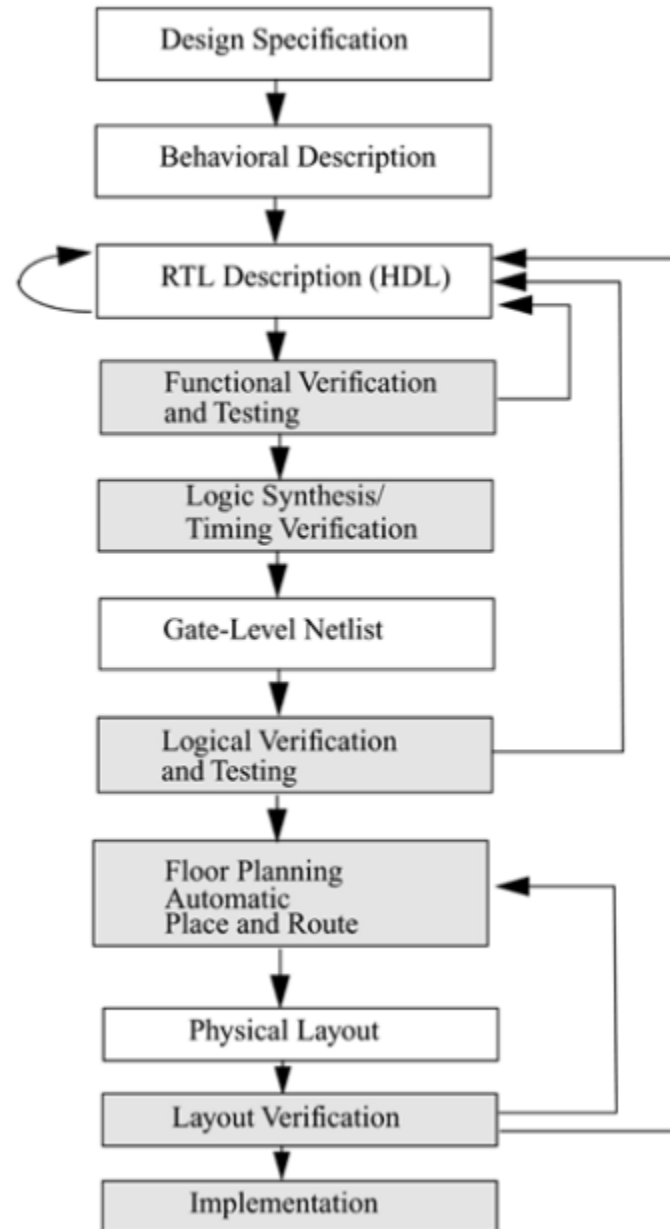 Design Specification
Behavioral Description
RTL Description (HDL)
Functional Verification
and Testing
Logic Synthesis/
Timing Verification
Gate-Level Netlist
Logical Verification
and Testing
Floor Planning
Automatic
Place and Route
Physical Layout
Layout Verification
Implementation